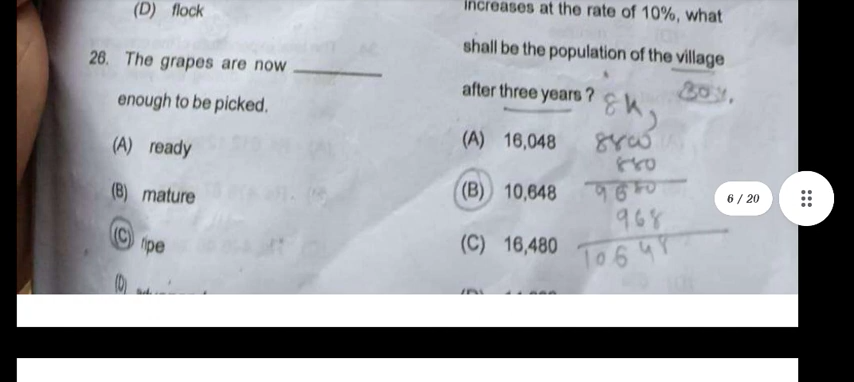 (D) flock
26. The grapes are now ________
enough to be picked.
(A) ready
(B) mature
(C) ripe
(D)
increases at the rate of 10%, what
shall be the population of the village
after three years ?
(A) 16,048
(B) 10,648
(C) 16,480
8k,
30%.
8800
880
9680
968
10648
6 / 20